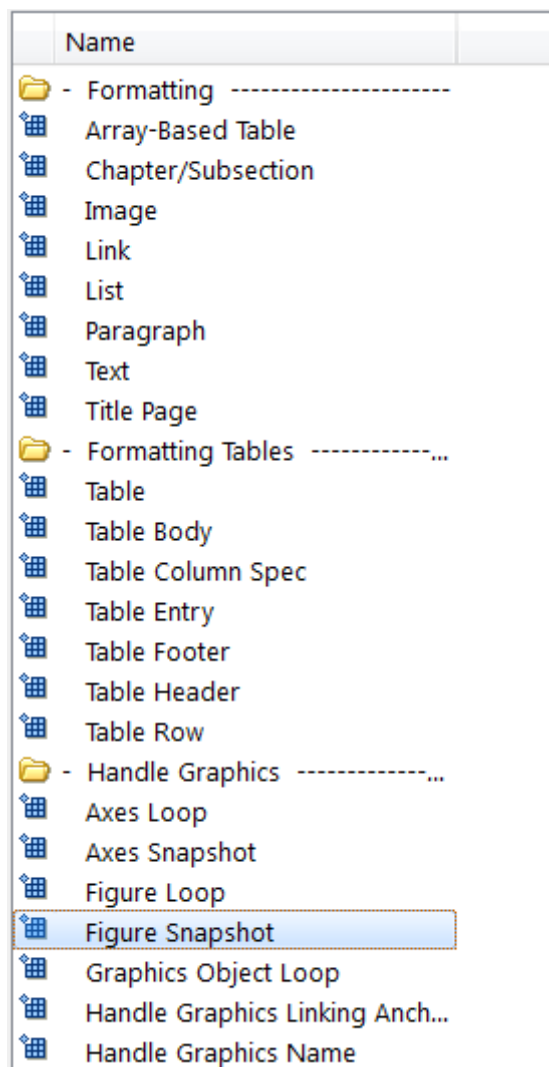 Name
- Formatting ----------------------
Array-Based Table
Chapter/Subsection
Image
Link
List
Paragraph
Text
Title Page
- Formatting Tables ------------...
Table
Table Body
Table Column Spec
Table Entry
Table Footer
Table Header
Table Row
- Handle Graphics -------------...
Axes Loop
Axes Snapshot
Figure Loop
Figure Snapshot
Graphics Object Loop
Handle Graphics Linking Anch...
Handle Graphics Name